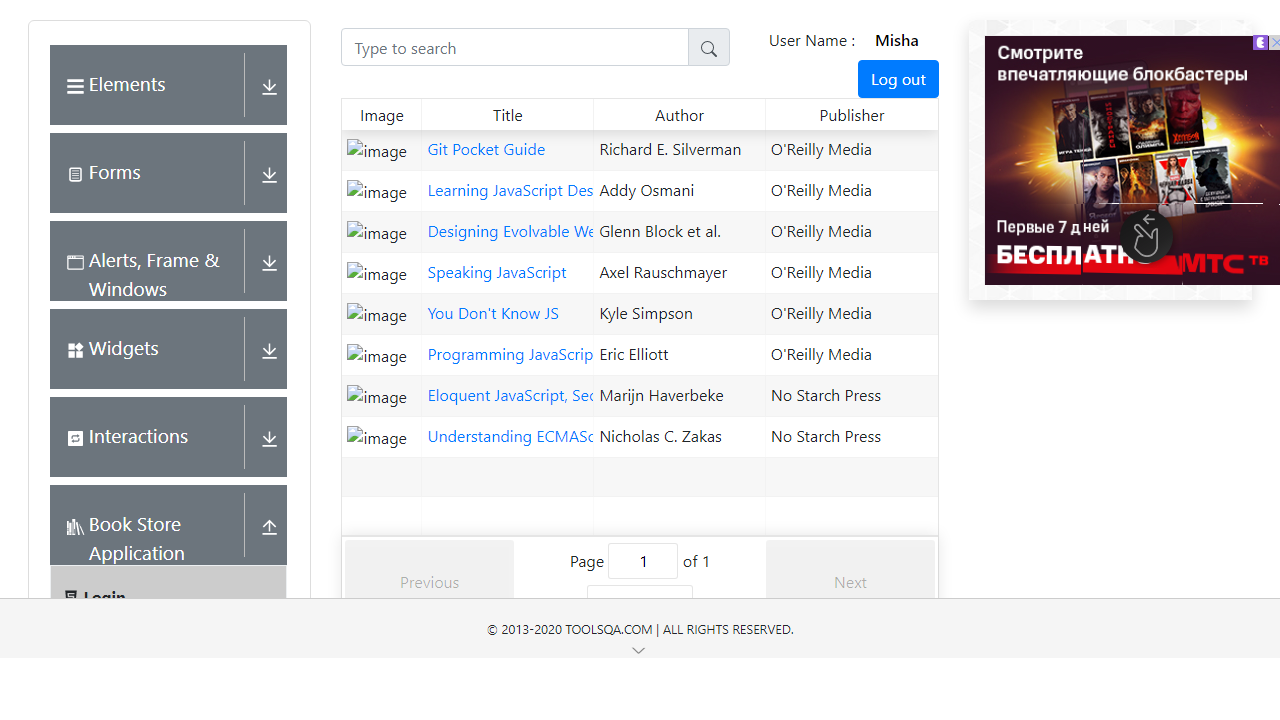 Elements
Forms
Alerts, Frame &
Windows
Widgets
Interactions
Book Store
Application
Login
Type to search
User Name :
Misha
Log out
Image Title Author Publisher
image Git Pocket Guide Richard E. Silverman O'Reilly Media
image Learning JavaScript Des Addy Osmani O'Reilly Media
image Designing Evolvable We Glenn Block et al. O'Reilly Media
image Speaking JavaScript Axel Rauschmayer O'Reilly Media
image You Don't Know JS Kyle Simpson O'Reilly Media
image Programming JavaScrip Eric Elliott O'Reilly Media
image Eloquent JavaScript, Sec Marijn Haverbeke No Starch Press
image Understanding ECMASc Nicholas C. Zakas No Starch Press
Previous
Page 1 of 1
Next
Смотрите
впечатляющие блокбастеры
Первые 7 дней
МТС ТВ
© 2013-2020 TOOLSQA.COM | ALL RIGHTS RESERVED.